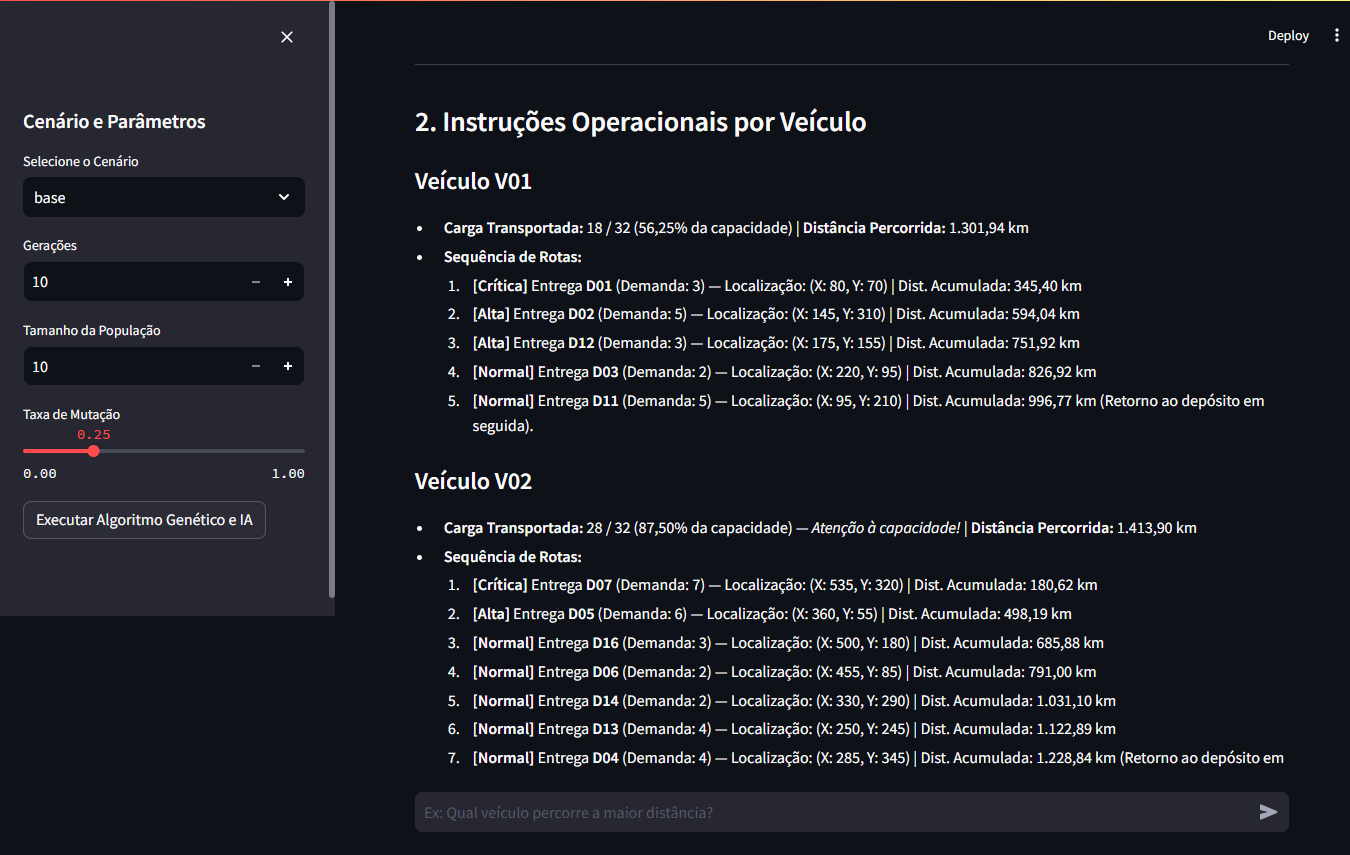 Deploy
Cenário e Parâmetros
Selecione o Cenário
base
Gerações
10
Tamanho da População
10
Taxa de Mutação
0.25
0.00
1.00
Executar Algoritmo Genético e IA
2. Instruções Operacionais por Veículo
Veículo V01
• Carga Transportada: 18 / 32 (56,25% da capacidade) | Distância Percorrida: 1.301,94 km
• Sequência de Rotas:
1. [Crítica] Entrega D01 (Demanda: 3) — Localização: (X: 80, Y: 70) | Dist. Acumulada: 345,40 km
2. [Alta] Entrega D02 (Demanda: 5) — Localização: (X: 145, Y: 310) | Dist. Acumulada: 594,04 km
3. [Alta] Entrega D12 (Demanda: 3) — Localização: (X: 175, Y: 155) | Dist. Acumulada: 751,92 km
4. [Normal] Entrega D03 (Demanda: 2) — Localização: (X: 220, Y: 95) | Dist. Acumulada: 826,92 km
5. [Normal] Entrega D11 (Demanda: 5) — Localização: (X: 95, Y: 210) | Dist. Acumulada: 996,77 km (Retorno ao depósito em
seguida).
Veículo V02
• Carga Transportada: 28 / 32 (87,50% da capacidade) — Atenção à capacidade! | Distância Percorrida: 1.413,90 km
• Sequência de Rotas:
1. [Crítica] Entrega D07 (Demanda: 7) — Localização: (X: 535, Y: 320) | Dist. Acumulada: 180,62 km
2. [Alta] Entrega D05 (Demanda: 6) — Localização: (X: 360, Y: 55) | Dist. Acumulada: 498,19 km
3. [Normal] Entrega D16 (Demanda: 3) — Localização: (X: 500, Y: 180) | Dist. Acumulada: 685,88 km
4. [Normal] Entrega D06 (Demanda: 2) — Localização: (X: 455, Y: 85) | Dist. Acumulada: 791,00 km
5. [Normal] Entrega D14 (Demanda: 2) — Localização: (X: 330, Y: 290) | Dist. Acumulada: 1.031,10 km
6. [Normal] Entrega D13 (Demanda: 4) — Localização: (X: 250, Y: 245) | Dist. Acumulada: 1.122,89 km
7. [Normal] Entrega D04 (Demanda: 4) — Localização: (X: 285, Y: 345) | Dist. Acumulada: 1.228,84 km (Retorno ao depósito em
Ex: Qual veículo percorre a maior distância?